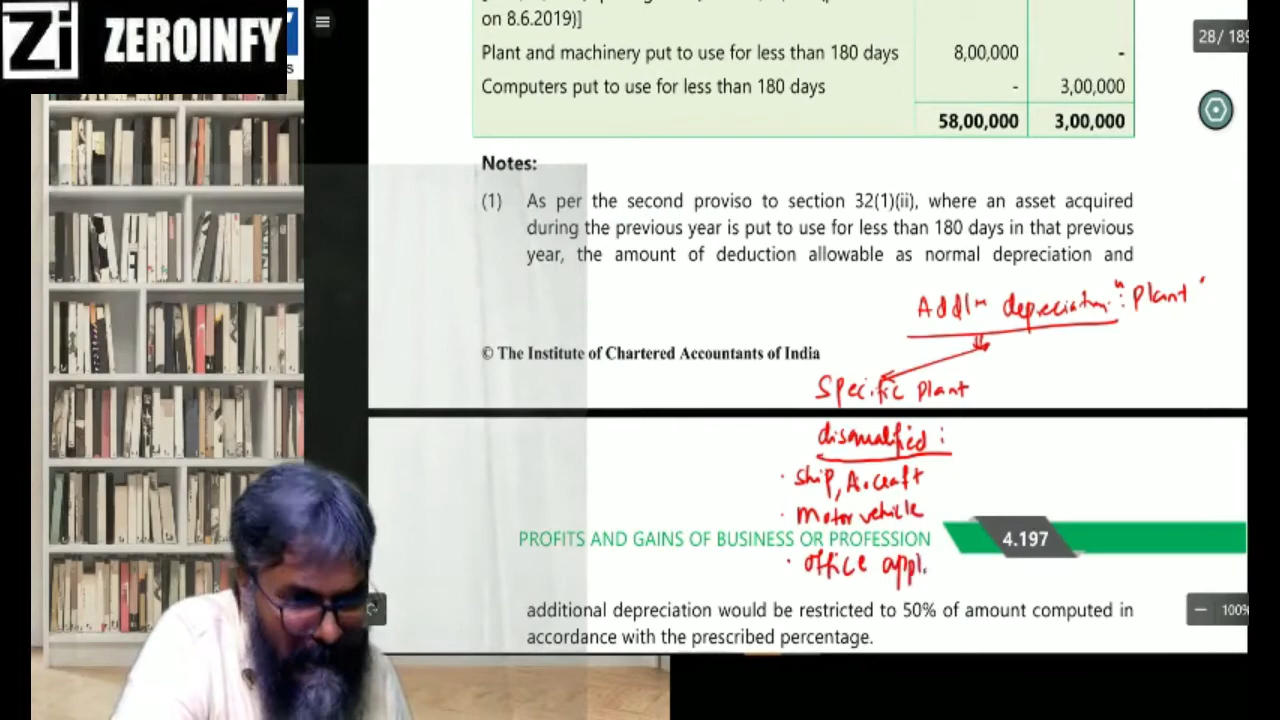 Zi ZEROINFY
s
28/ 189
on 8.6.2019)]
Plant and machinery put to use for less than 180 days 8,00,000 -
Computers put to use for less than 180 days - 3,00,000
58,00,000 3,00,000
Notes:
(1) As per the second proviso to section 32(1)(ii), where an asset acquired
during the previous year is put to use for less than 180 days in that previous
year, the amount of deduction allowable as normal depreciation and
Addln depreciation : "Plant"
© The Institute of Chartered Accountants of India
Specific Plant
disqualified :
· Ship, Aircraft
· Motor vehicle
PROFITS AND GAINS OF BUSINESS OR PROFESSION 4.197
· office appl.
additional depreciation would be restricted to 50% of amount computed in
accordance with the prescribed percentage.
100%